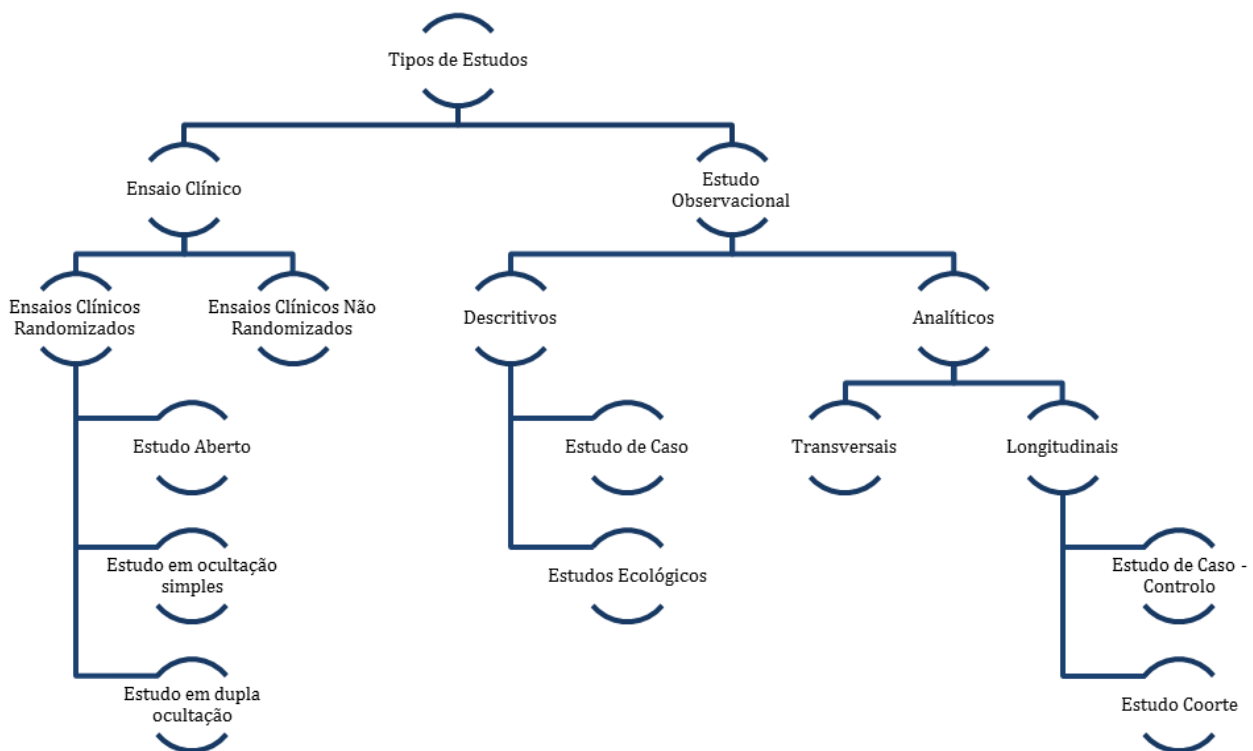 Tipos de Estudos
Ensaio Clínico
Estudo
Observacional
Ensaios Clínicos
Randomizados
Ensaios Clínicos Não
Randomizados
Descritivos
Analíticos
Estudo Aberto
Estudo de Caso
Transversais
Longitudinais
Estudo em ocultação
simples
Estudos Ecológicos
Estudo de Caso -
Controlo
Estudo em dupla
ocultação
Estudo Coorte